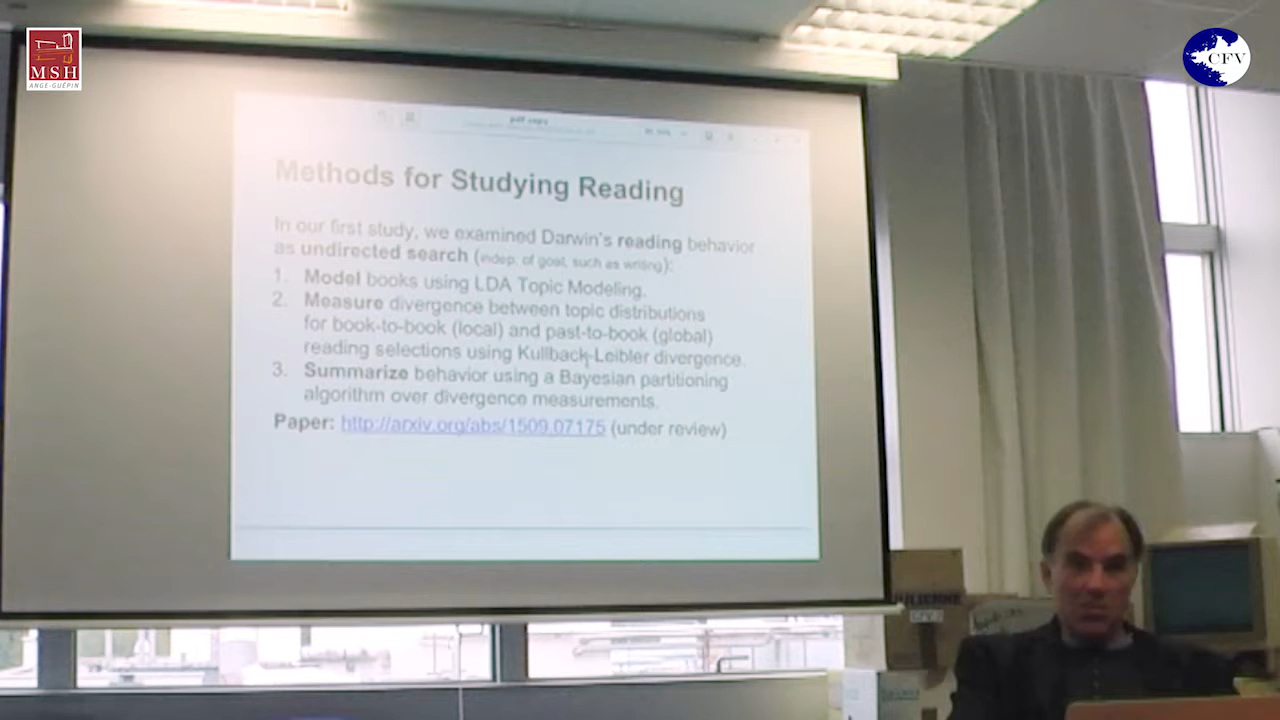 MSH
ANGE-GUÉPIN
CFV
pdf copy
Methods for Studying Reading
In our first study, we examined Darwin's reading behavior
as undirected search (indep. of goal, such as writing):
1. Model books using LDA Topic Modeling.
2. Measure divergence between topic distributions
for book-to-book (local) and past-to-book (global)
reading selections using Kullback-Leibler divergence.
3. Summarize behavior using a Bayesian partitioning
algorithm over divergence measurements.
Paper: http://arxiv.org/abs/1509.07175 (under review)